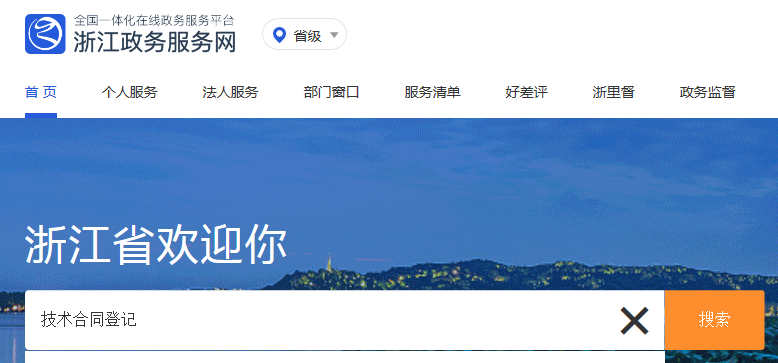 全国一体化在线政务服务平台
浙江政务服务网
省级
首页 个人服务 法人服务 部门窗口 服务清单 好差评 浙里督 政务监督
浙江省欢迎你
技术合同登记
搜索